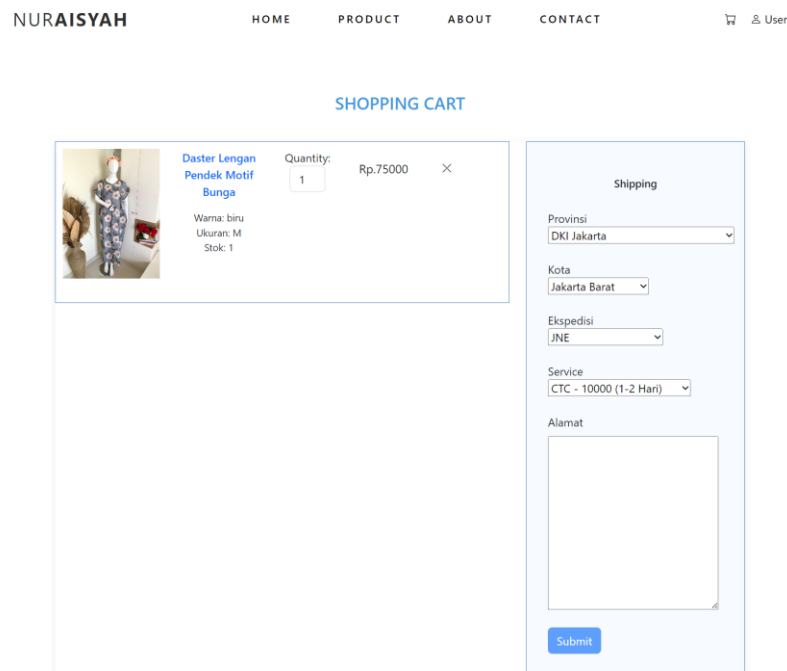 NURAISYAH
HOME PRODUCT ABOUT CONTACT
User
SHOPPING CART
Daster Lengan
Pendek Motif
Bunga
Warna: biru
Ukuran: M
Stok: 1
Quantity:
1
Rp.75000
Shipping
Provinsi
DKI Jakarta
Kota
Jakarta Barat
Ekspedisi
JNE
Service
CTC - 10000 (1-2 Hari)
Alamat
Submit